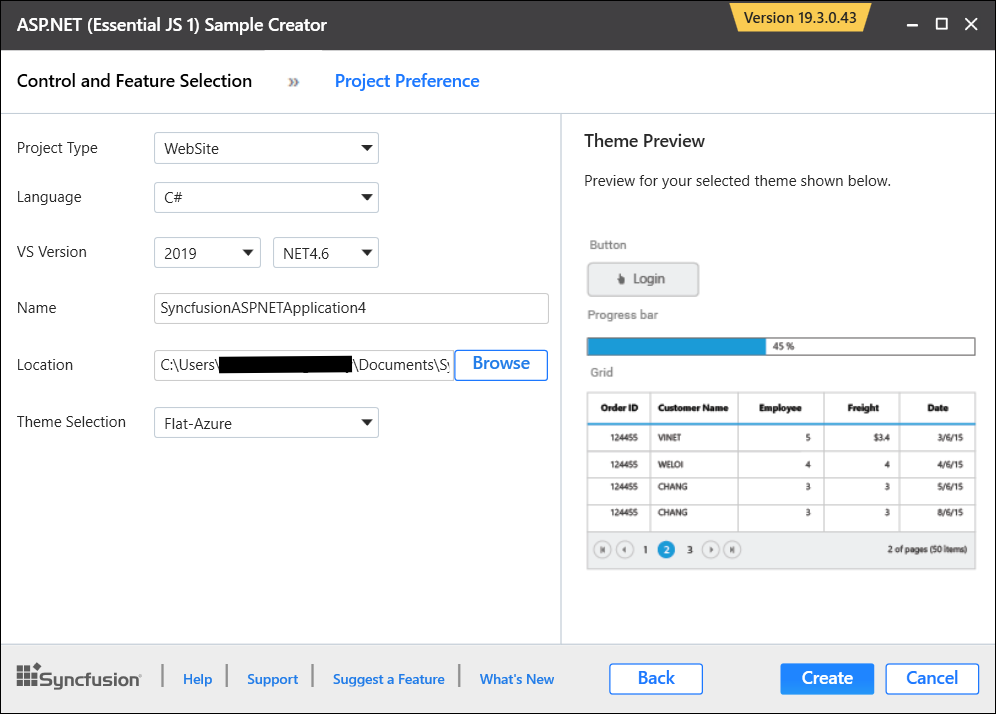 ASP.NET (Essential JS 1) Sample Creator
Version 19.3.0.43
Control and Feature Selection » Project Preference
Project Type WebSite
Language C#
VS Version 2019 NET4.6
Name SyncfusionASPNETApplication4
Location C:\Users\ \Documents\Sy Browse
Theme Selection Flat-Azure
Theme Preview
Preview for your selected theme shown below.
Button
Login
Progress bar
45 %
Grid
Order ID Customer Name Employee Freight Date
124455 VINET 5 $3.4 3/6/15
124455 WELOI 4 4 4/6/15
124455 CHANG 3 3 5/6/15
124455 CHANG 3 3 8/6/15
1 2 3 2 of pages (50 items)
Syncfusion | Help | Support | Suggest a Feature | What's New Back Create Cancel